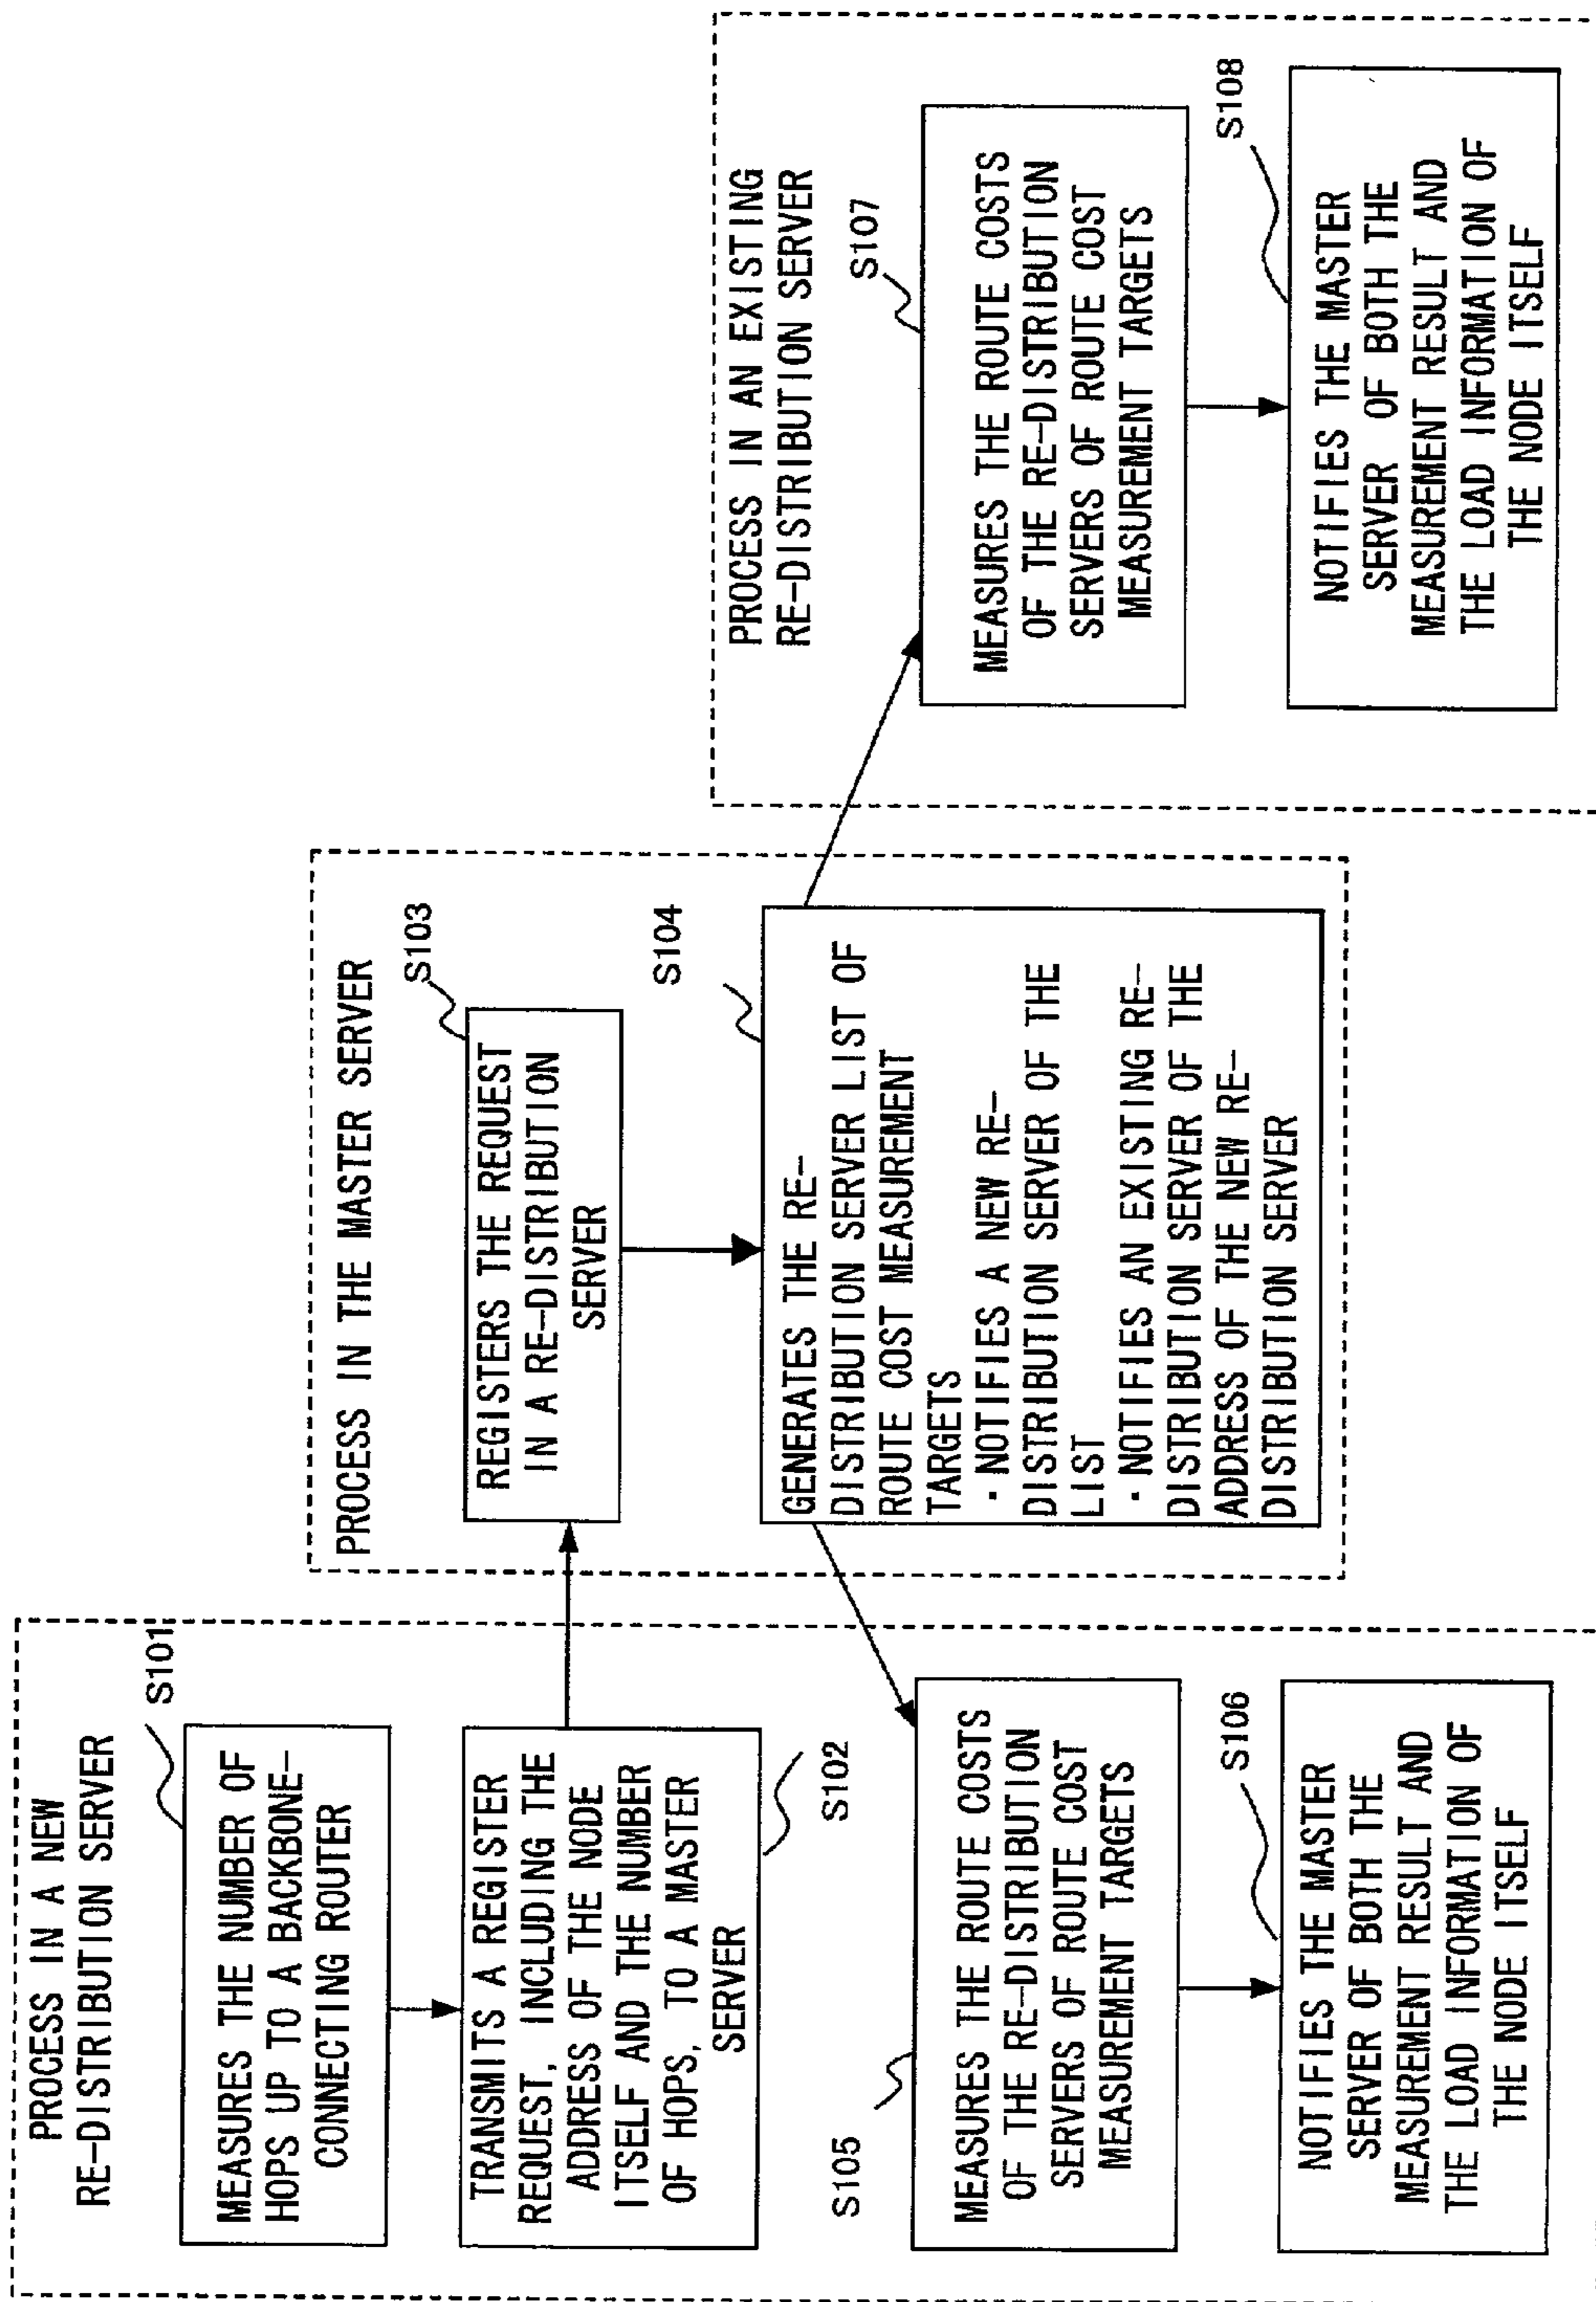 PROCESS IN A NEW
RE-DISTRIBUTION SERVER
S101
MEASURES THE NUMBER OF
HOPS UP TO A BACKBONE-
CONNECTING ROUTER
TRANSMITS A REGISTER
REQUEST, INCLUDING THE
ADDRESS OF THE NODE
ITSELF AND THE NUMBER
OF HOPS, TO A MASTER
SERVER
S102
S105
MEASURES THE ROUTE COSTS
OF THE RE-DISTRIBUTION
SERVERS OF ROUTE COST
MEASUREMENT TARGETS
S106
NOTIFIES THE MASTER
SERVER OF BOTH THE
MEASUREMENT RESULT AND
THE LOAD INFORMATION OF
THE NODE ITSELF
PROCESS IN THE MASTER SERVER
S103
REGISTERS THE REQUEST
IN A RE-DISTRIBUTION
SERVER
S104
GENERATES THE RE-
DISTRIBUTION SERVER LIST OF
ROUTE COST MEASUREMENT
TARGETS
・NOTIFIES A NEW RE-
DISTRIBUTION SERVER OF THE
LIST
・NOTIFIES AN EXISTING RE-
DISTRIBUTION SERVER OF THE
ADDRESS OF THE NEW RE-
DISTRIBUTION SERVER
PROCESS IN AN EXISTING
RE-DISTRIBUTION SERVER
S107
MEASURES THE ROUTE COSTS
OF THE RE-DISTRIBUTION
SERVERS OF ROUTE COST
MEASUREMENT TARGETS
S108
NOTIFIES THE MASTER
SERVER OF BOTH THE
MEASUREMENT RESULT AND
THE LOAD INFORMATION OF
THE NODE ITSELF